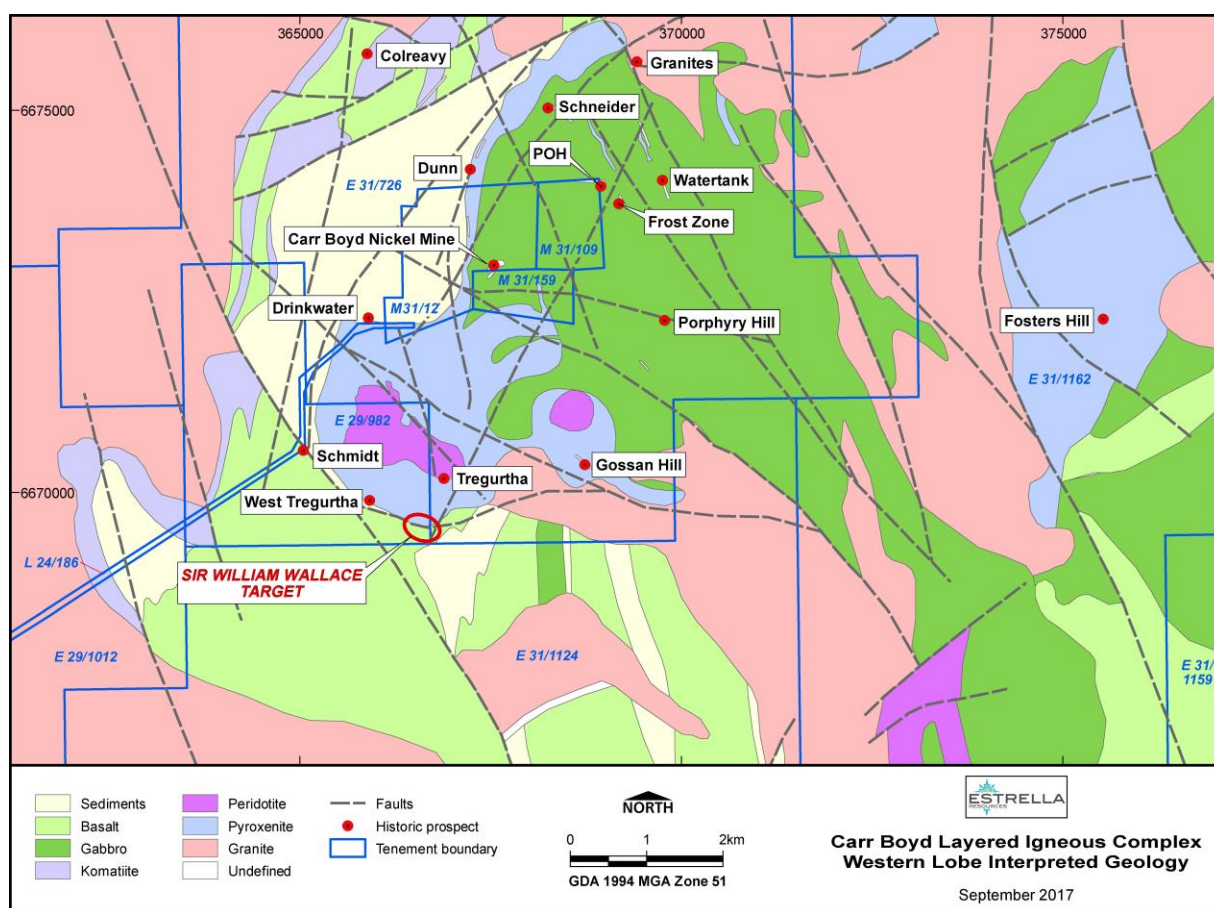 365000
370000
375000
Colreavy
Granites
6675000
Schneider
POH
Dunn
E 31/726
Watertank
Frost Zone
Carr Boyd Nickel Mine
M 31/109
M 31/159
Drinkwater
M31/12
Porphyry Hill
Fosters Hill
E 31/1162
E 29/982
Schmidt
Gossan Hill
Tregurtha
West Tregurtha
6670000
L 24/186
SIR WILLIAM WALLACE
TARGET
E 29/1012
E 31/1124
E 31/
1159
Sediments
Basalt
Gabbro
Komatiite
Peridotite
Pyroxenite
Granite
Undefined
Faults
Historic prospect
Tenement boundary
NORTH
0 1 2km
GDA 1994 MGA Zone 51
ESTRELLA
RESOURCES
Carr Boyd Layered Igneous Complex
Western Lobe Interpreted Geology
September 2017